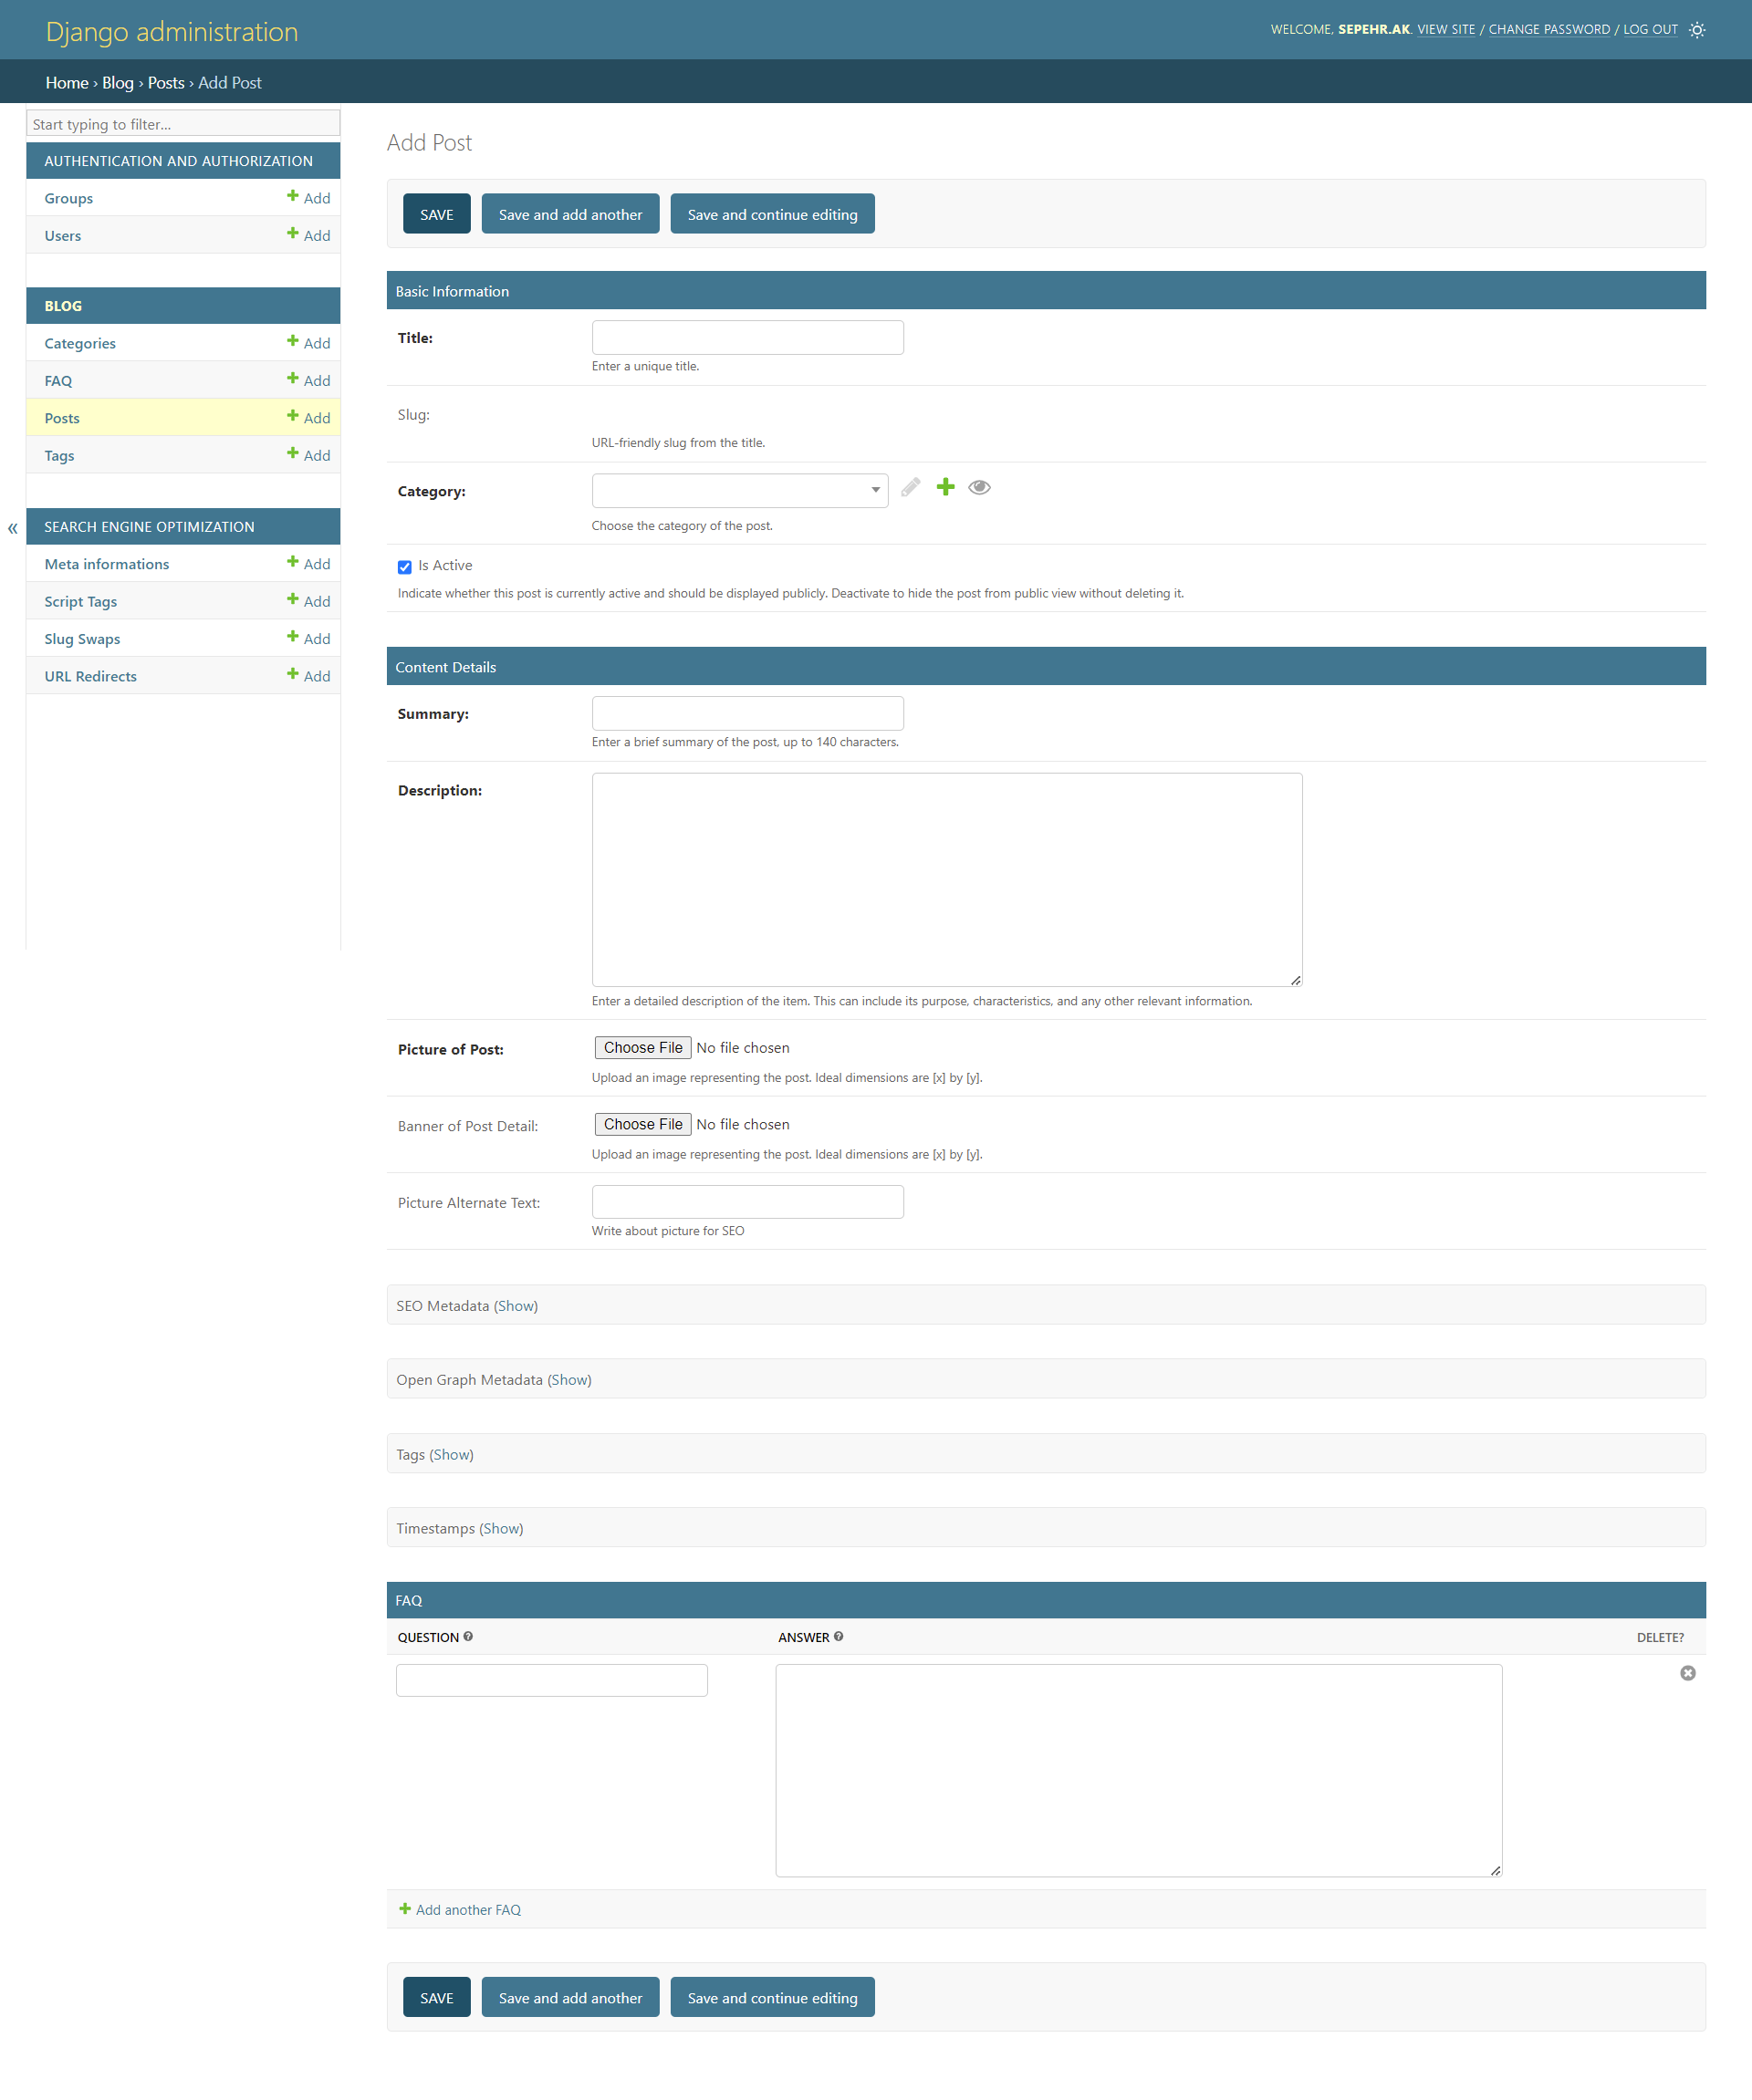 Django administration
WELCOME, SEPEHR.AK. VIEW SITE / CHANGE PASSWORD / LOG OUT
Home › Blog › Posts › Add Post
Start typing to filter...
AUTHENTICATION AND AUTHORIZATION
Groups Add
Users Add
BLOG
Categories Add
FAQ Add
Posts Add
Tags Add
«
SEARCH ENGINE OPTIMIZATION
Meta informations Add
Script Tags Add
Slug Swaps Add
URL Redirects Add
Add Post
SAVE Save and add another Save and continue editing
Basic Information
Title:
Enter a unique title.
Slug:
URL-friendly slug from the title.
Category:
Choose the category of the post.
Is Active
Indicate whether this post is currently active and should be displayed publicly. Deactivate to hide the post from public view without deleting it.
Content Details
Summary:
Enter a brief summary of the post, up to 140 characters.
Description:
Enter a detailed description of the item. This can include its purpose, characteristics, and any other relevant information.
Picture of Post: Choose File No file chosen
Upload an image representing the post. Ideal dimensions are [x] by [y].
Banner of Post Detail: Choose File No file chosen
Upload an image representing the post. Ideal dimensions are [x] by [y].
Picture Alternate Text:
Write about picture for SEO
SEO Metadata (Show)
Open Graph Metadata (Show)
Tags (Show)
Timestamps (Show)
FAQ
QUESTION ? ANSWER ? DELETE?
Add another FAQ
SAVE Save and add another Save and continue editing